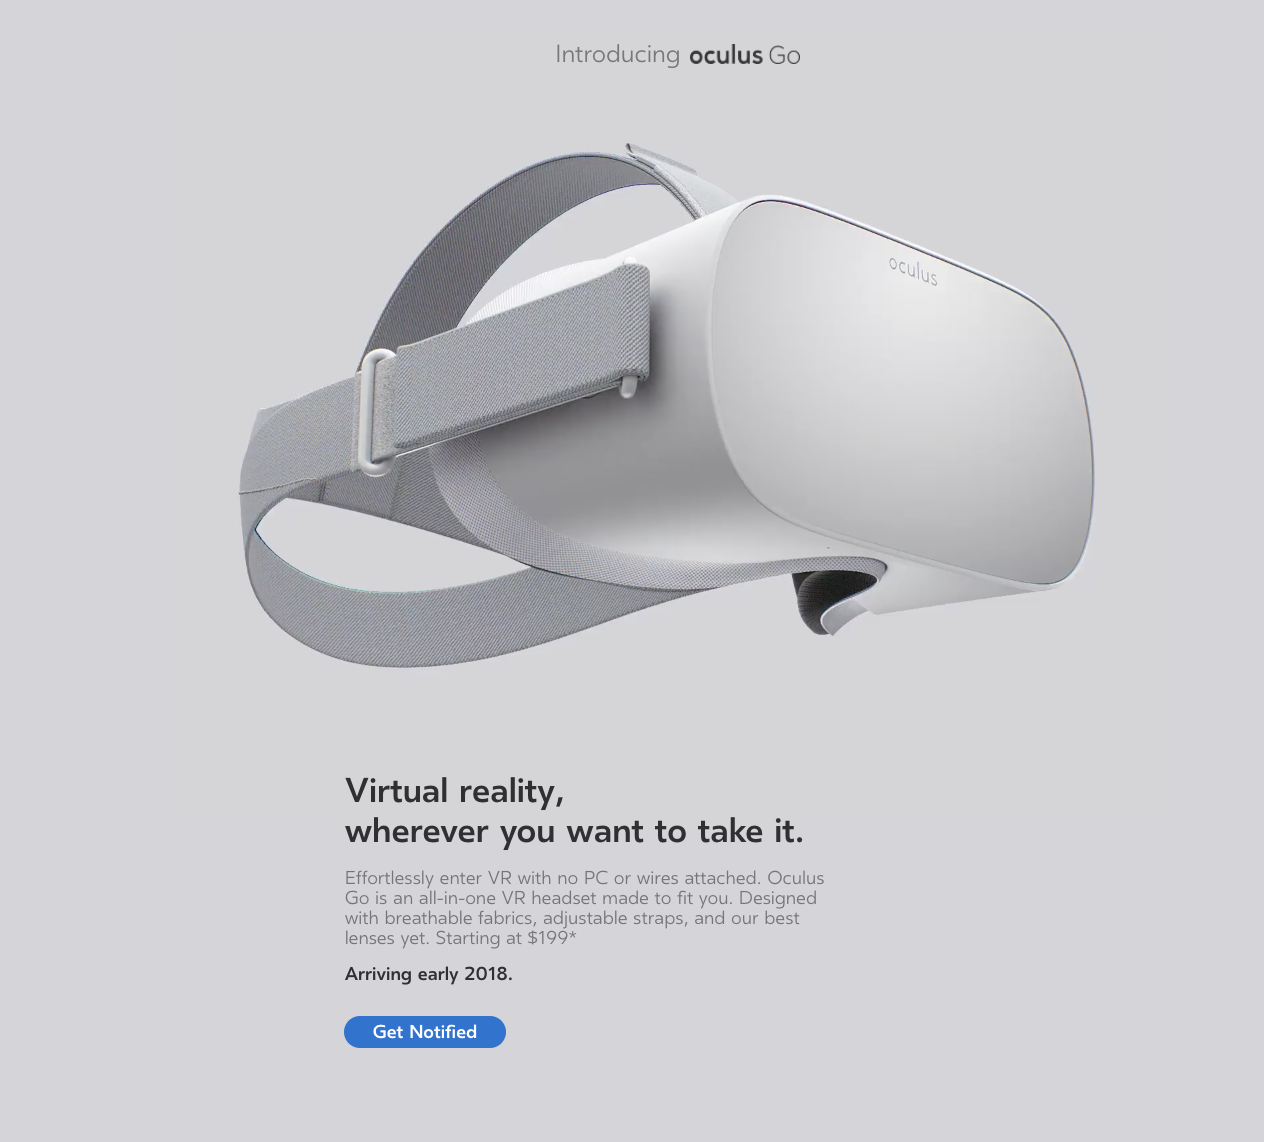 Introducing oculus Go
oculus
Virtual reality,
wherever you want to take it.
Effortlessly enter VR with no PC or wires attached. Oculus
Go is an all-in-one VR headset made to fit you. Designed
with breathable fabrics, adjustable straps, and our best
lenses yet. Starting at $199*
Arriving early 2018.
Get Notified